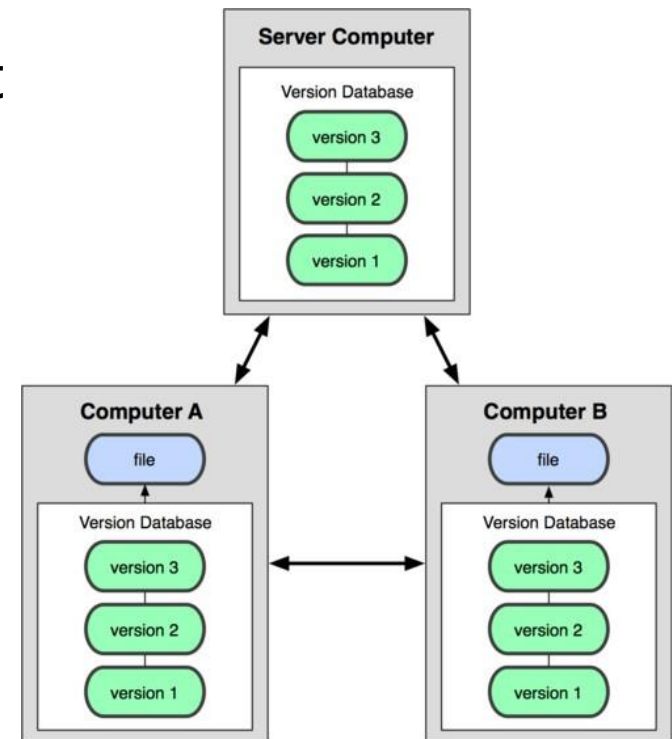 Server Computer
Version Database
version 3
version 2
version 1
Computer A
file
Version Database
version 3
version 2
version 1
Computer B
file
Version Database
version 3
version 2
version 1